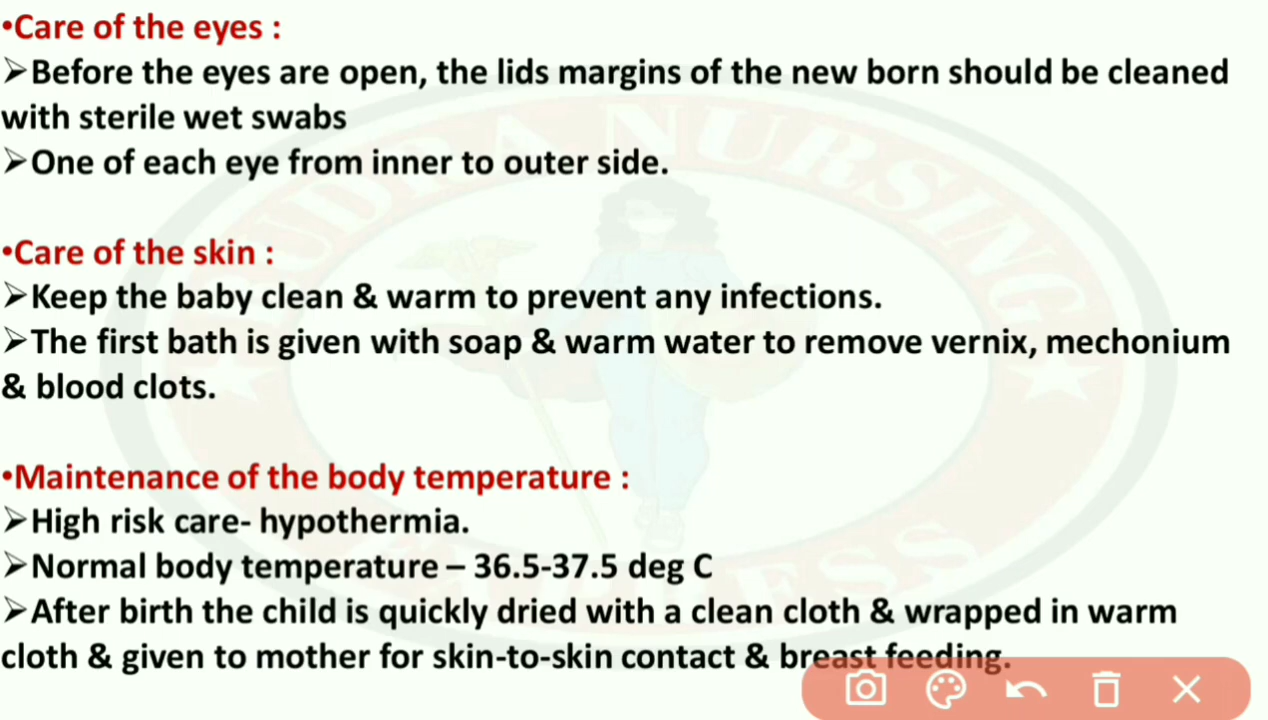 •Care of the eyes :
➢Before the eyes are open, the lids margins of the new born should be cleaned
with sterile wet swabs
➢One of each eye from inner to outer side.
•Care of the skin :
➢Keep the baby clean & warm to prevent any infections.
➢The first bath is given with soap & warm water to remove vernix, mechonium
& blood clots.
•Maintenance of the body temperature :
➢High risk care- hypothermia.
➢Normal body temperature – 36.5-37.5 deg C
➢After birth the child is quickly dried with a clean cloth & wrapped in warm
cloth & given to mother for skin-to-skin contact & breast feeding.
NURSING